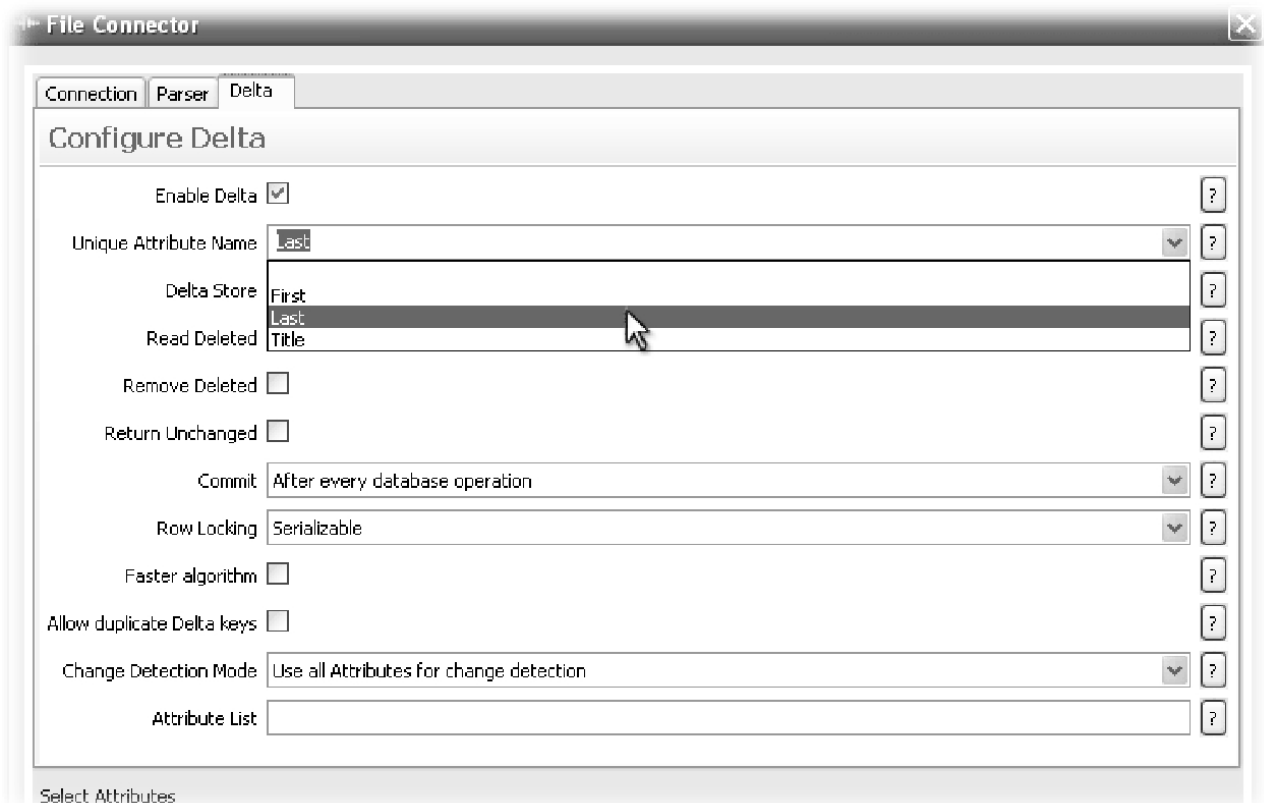 File Connector
Connection Parser Delta
Configure Delta
Enable Delta ?
Unique Attribute Name Last ?
Delta Store First ?
Last
Read Deleted Title ?
Remove Deleted ?
Return Unchanged ?
Commit After every database operation ?
Row Locking Serializable ?
Faster algorithm ?
Allow duplicate Delta keys ?
Change Detection Mode Use all Attributes for change detection ?
Attribute List ?
Select Attributes